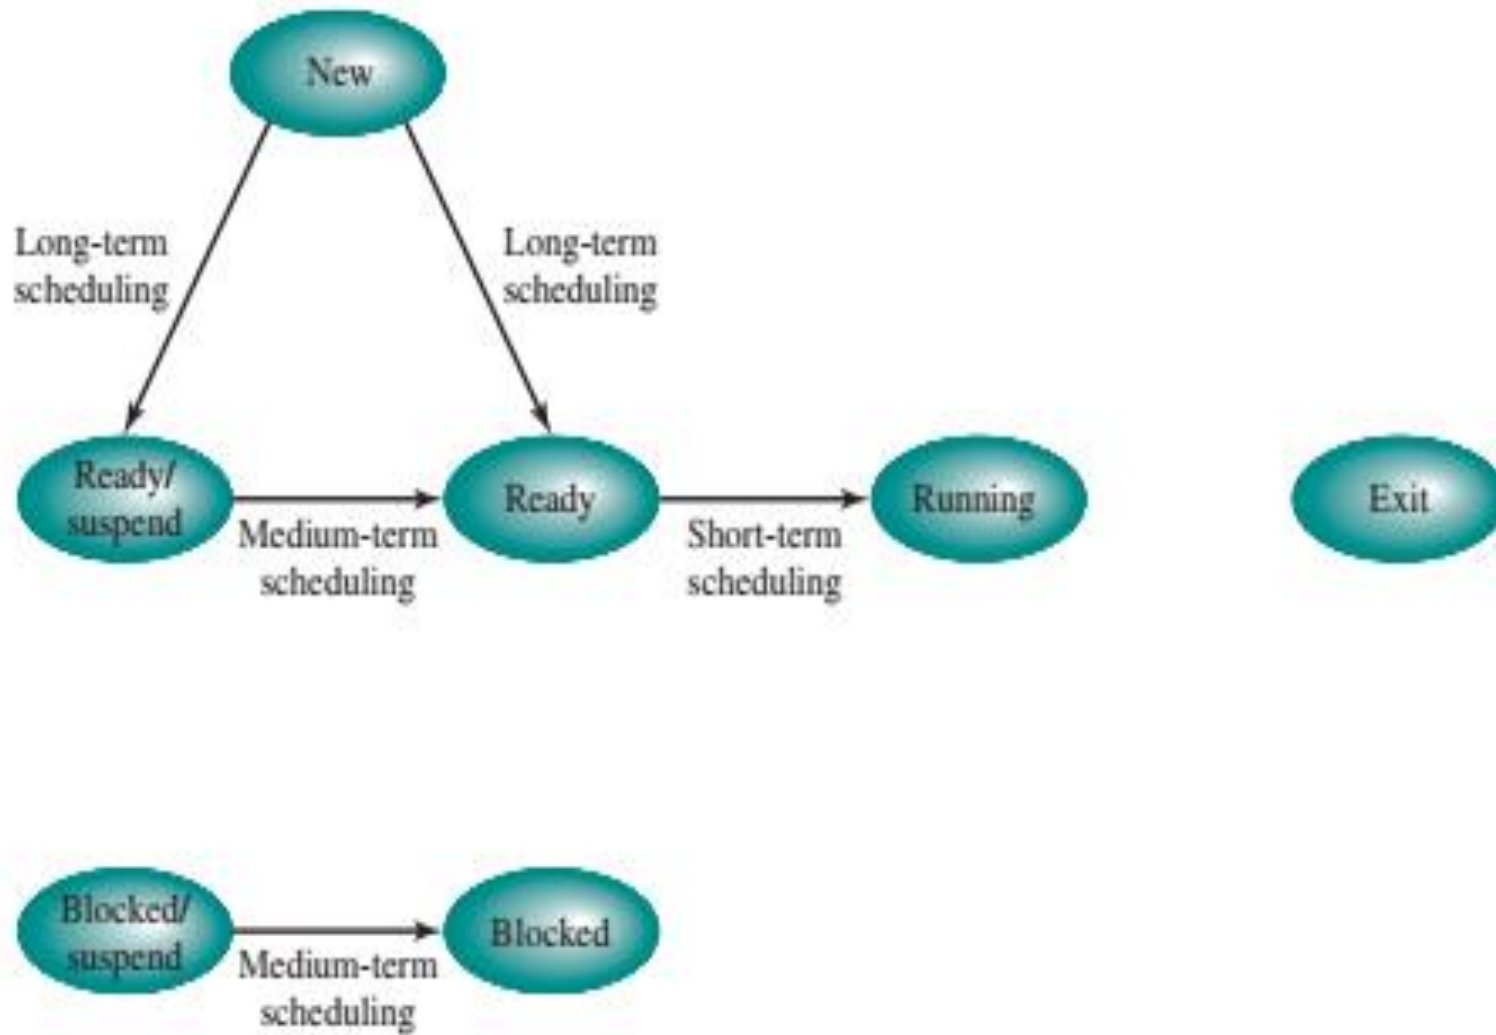 New
Long-term
scheduling
Long-term
scheduling
Ready/
suspend
Medium-term
scheduling
Ready
Short-term
scheduling
Running
Exit
Blocked/
suspend
Medium-term
scheduling
Blocked